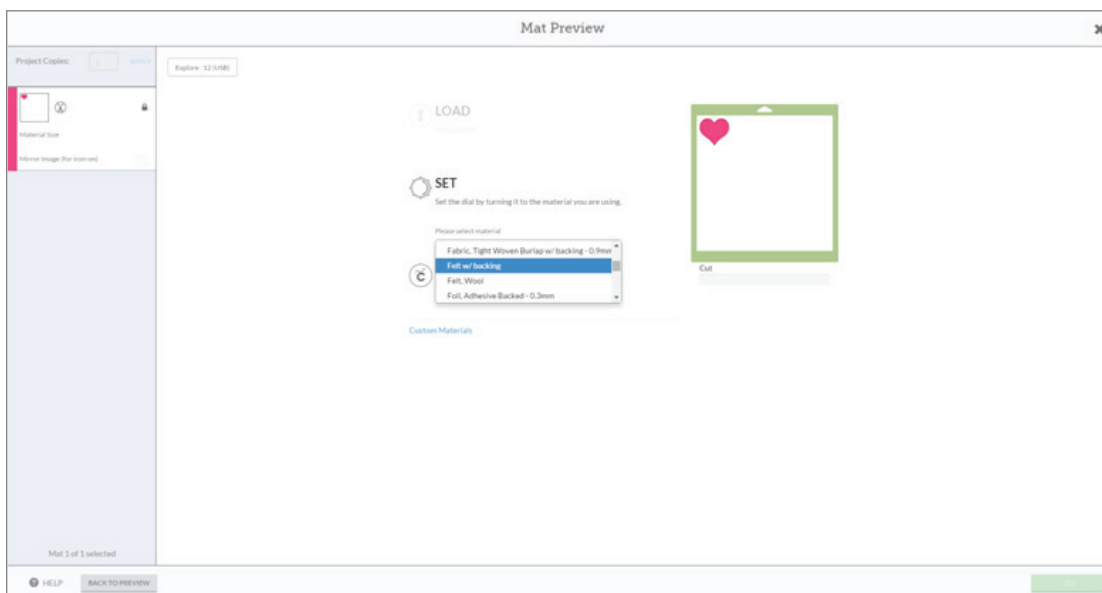 Mat Preview
Project Copies:
Explore - 12 (USB)
Material Size
Mirror Image (for iron-on)
LOAD
SET
Set the dial by turning it to the material you are using.
Please select material
Fabric, Tight Woven Burlap w/ backing - 0.9mm
Felt w/ backing
Felt, Wool
Foil, Adhesive Backed - 0.3mm
C
Custom Materials
Cut
Mat 1 of 1 selected
? HELP
BACK TO PREVIEW